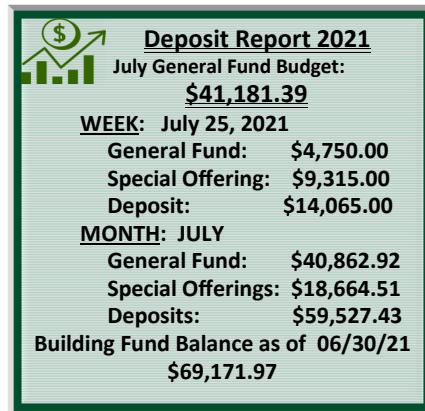 $
Deposit Report 2021
July General Fund Budget:
$41,181.39
WEEK: July 25, 2021
General Fund: $4,750.00
Special Offering: $9,315.00
Deposit: $14,065.00
MONTH: JULY
General Fund: $40,862.92
Special Offerings: $18,664.51
Deposits: $59,527.43
Building Fund Balance as of 06/30/21
$69,171.97